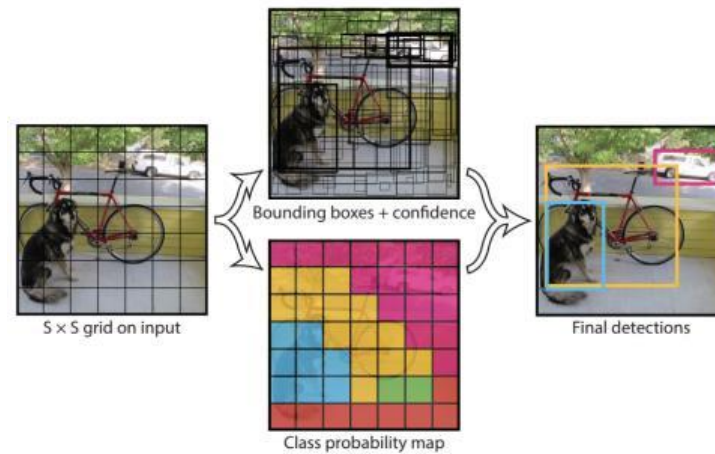 Bounding boxes + confidence
S × S grid on input
Final detections
Class probability map